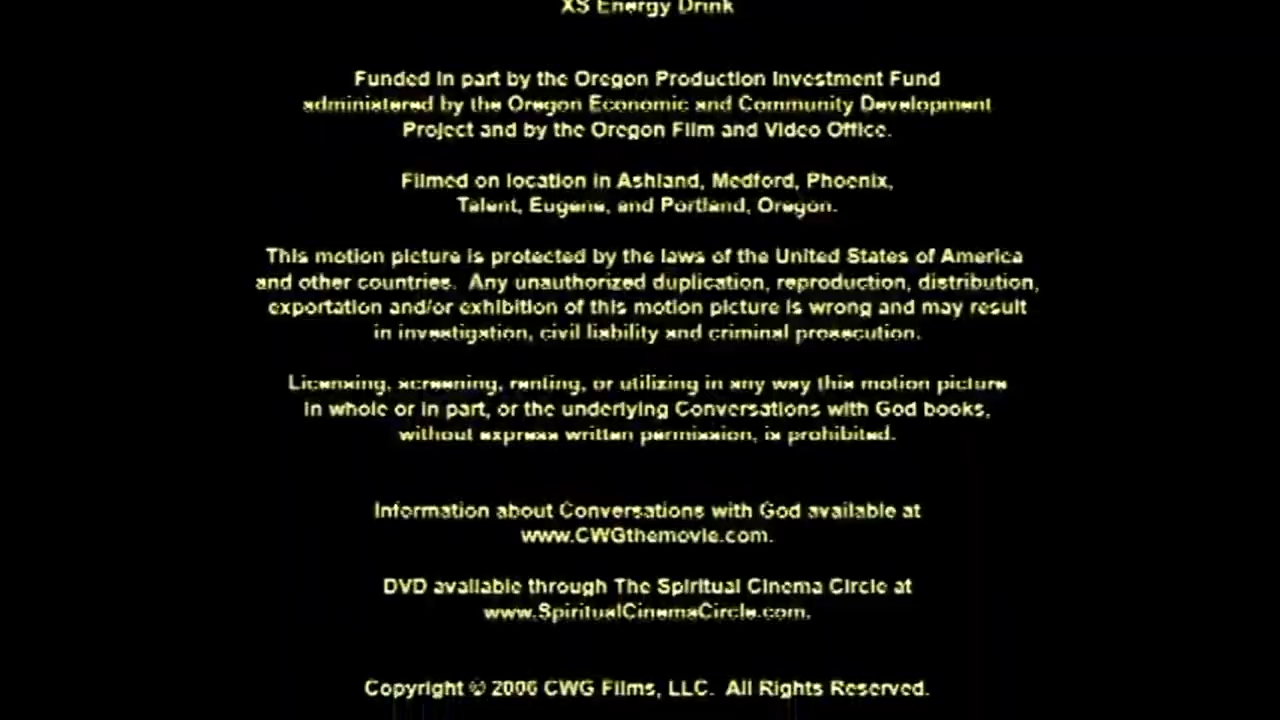 XS Energy Drink
Funded in part by the Oregon Production Investment Fund
administered by the Oregon Economic and Community Development
Project and by the Oregon Film and Video Office.
Filmed on location in Ashland, Medford, Phoenix,
Talent, Eugene, and Portland, Oregon.
This motion picture is protected by the laws of the United States of America
and other countries.  Any unauthorized duplication, reproduction, distribution,
exportation and/or exhibition of this motion picture is wrong and may result
in investigation, civil liability and criminal prosecution.
Licensing, screening, renting, or utilizing in any way this motion picture
in whole or in part, or the underlying Conversations with God books,
without express written permission, is prohibited.
Information about Conversations with God available at
www.CWGthemovie.com.
DVD available through The Spiritual Cinema Circle at
www.SpiritualCinemaCircle.com.
Copyright © 2006 CWG Films, LLC.  All Rights Reserved.